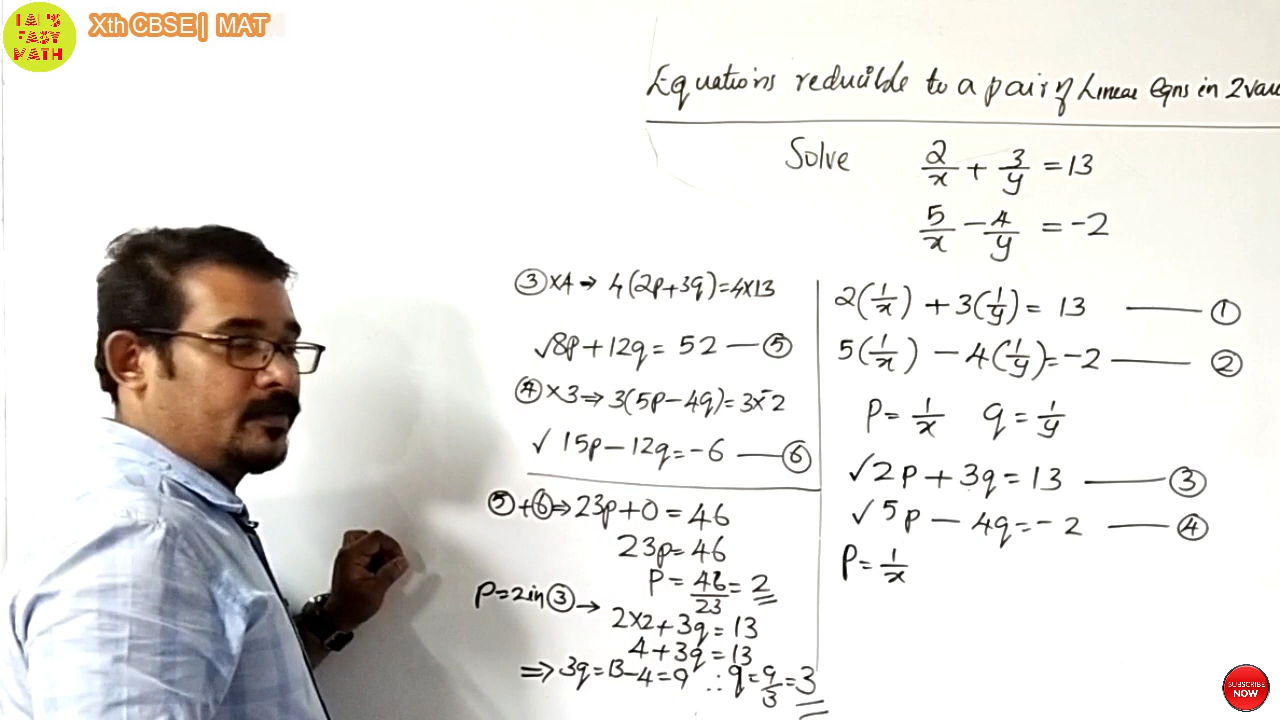 IAN'S
EASY
MATH
Xth CBSE | MAT
Equations reducible to a pair of Linear Eqns in 2 var
Solve 2/x + 3/y = 13
5/x - 4/y = -2
2(1/x) + 3(1/y) = 13 — ①
5(1/x) - 4(1/y) = -2 — ②
P = 1/x q = 1/y
✓2p + 3q = 13 — ③
✓5p - 4q = -2 — ④
P = 1/x
③×4 → 4(2p+3q)=4×13
✓8p + 12q = 52 — ⑤
④×3 ⇒ 3(5p-4q)=3×-2
✓ 15p - 12q = -6 — ⑥
⑤+⑥ ⇒ 23p + 0 = 46
23p = 46
P = 46/23 = 2
P=2 in ③ →
2×2 + 3q = 13
4 + 3q = 13
⇒ 3q = 13-4 = 9 ∴ q = 9/3 = 3
SUBSCRIBE
NOW